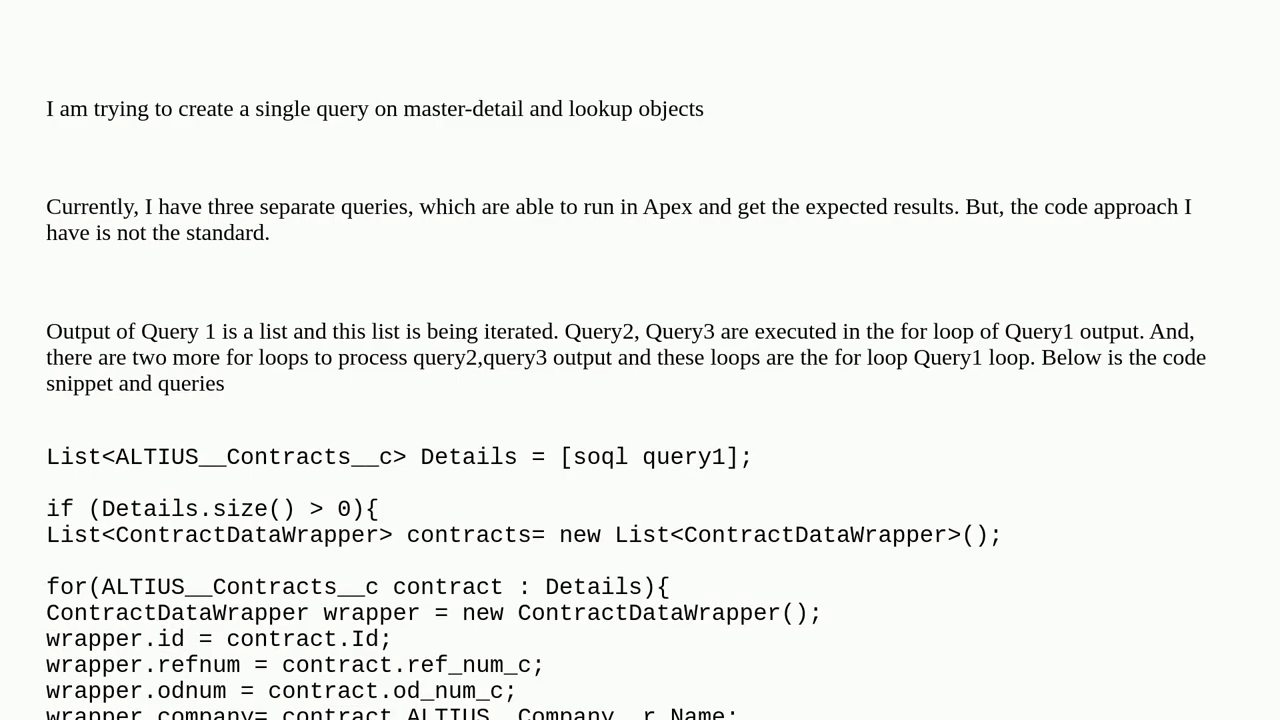 I am trying to create a single query on master-detail and lookup objects
Currently, I have three separate queries, which are able to run in Apex and get the expected results. But, the code approach I
have is not the standard.
Output of Query 1 is a list and this list is being iterated. Query2, Query3 are executed in the for loop of Query1 output. And,
there are two more for loops to process query2,query3 output and these loops are the for loop Query1 loop. Below is the code
snippet and queries
List<ALTIUS__Contracts__c> Details = [soql query1];
if (Details.size() > 0){
List<ContractDataWrapper> contracts= new List<ContractDataWrapper>();
for(ALTIUS__Contracts__c contract : Details){
ContractDataWrapper wrapper = new ContractDataWrapper();
wrapper.id = contract.Id;
wrapper.refnum = contract.ref_num_c;
wrapper.odnum = contract.od_num_c;
wrapper.company= contract.ALTIUS__Company__r.Name;